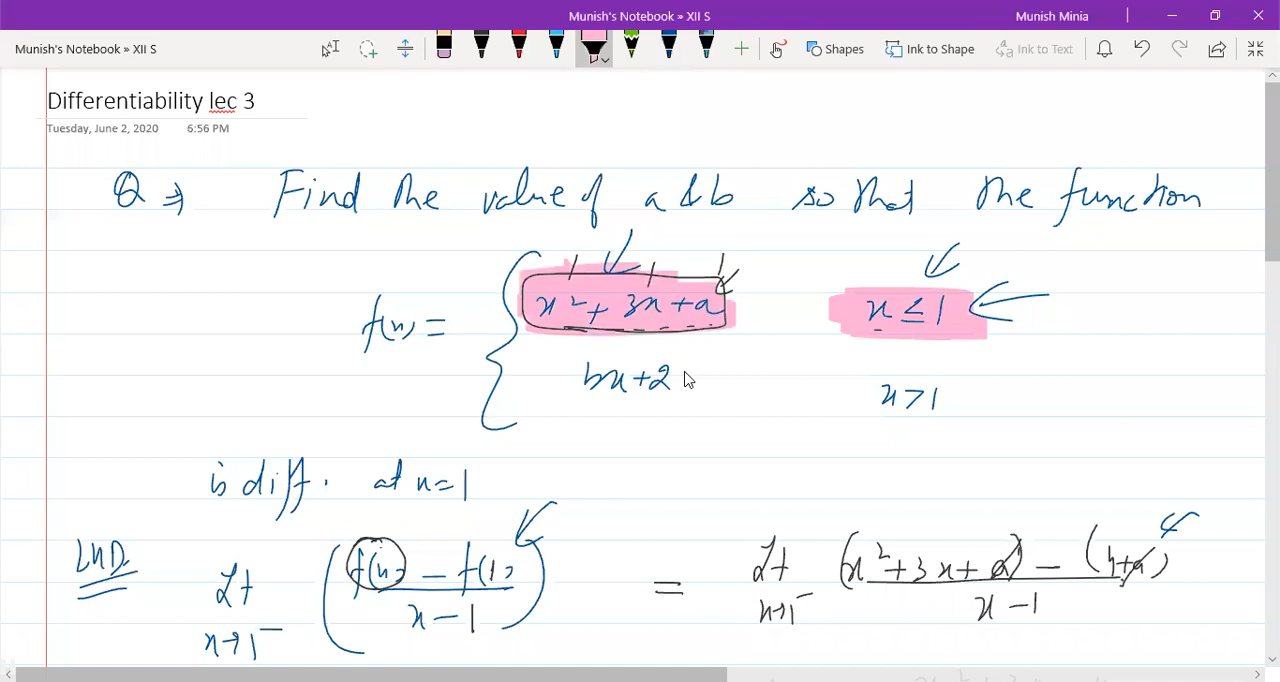 Munish's Notebook » XII S
Munish Minia
Munish's Notebook » XII S
Shapes
Ink to Shape
Ink to Text
Differentiability lec 3
Tuesday, June 2, 2020 6:56 PM
Q ⇒ Find the value of a & b so that the function
f(x) = { x² + 3x + a x ≤ 1
bx + 2 x > 1
is diff. at x = 1
LHD Lt x→1⁻ ( (f(x) − f(1)) / (x − 1) ) = Lt x→1⁻ ( (x² + 3x + a) − (4 + a) ) / (x − 1)